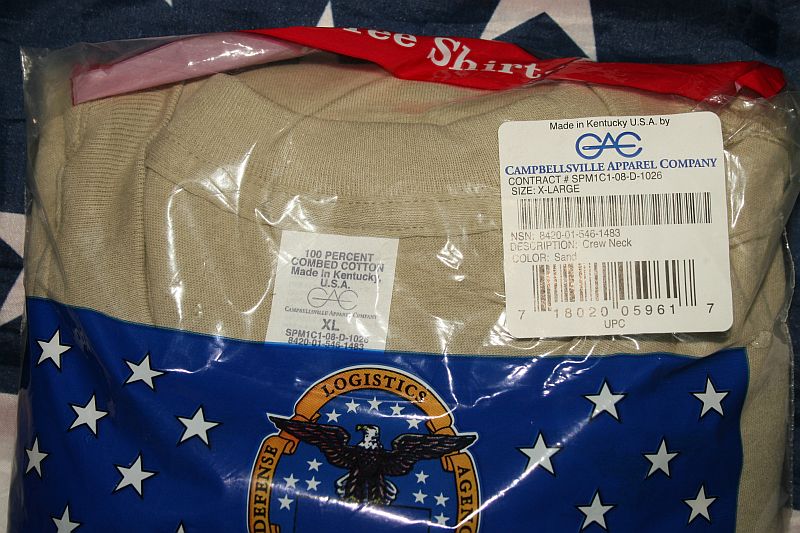 Tee Shirt
Made in Kentucky U.S.A. by
CAC
CAMPBELLSVILLE APPAREL COMPANY
CONTRACT # SPM1C1-08-D-1026
SIZE: X-LARGE
NSN: 8420-01-546-1483
DESCRIPTION: Crew Neck
COLOR: Sand
7 18020 05961 7
UPC
100 PERCENT
COMBED COTTON
Made in Kentucky,
U.S.A.
CAC
CAMPBELLSVILLE APPAREL COMPANY
XL
SPM1C1-08-D-1026
8420-01-546-1483
DEFENSE LOGISTICS AGENCY